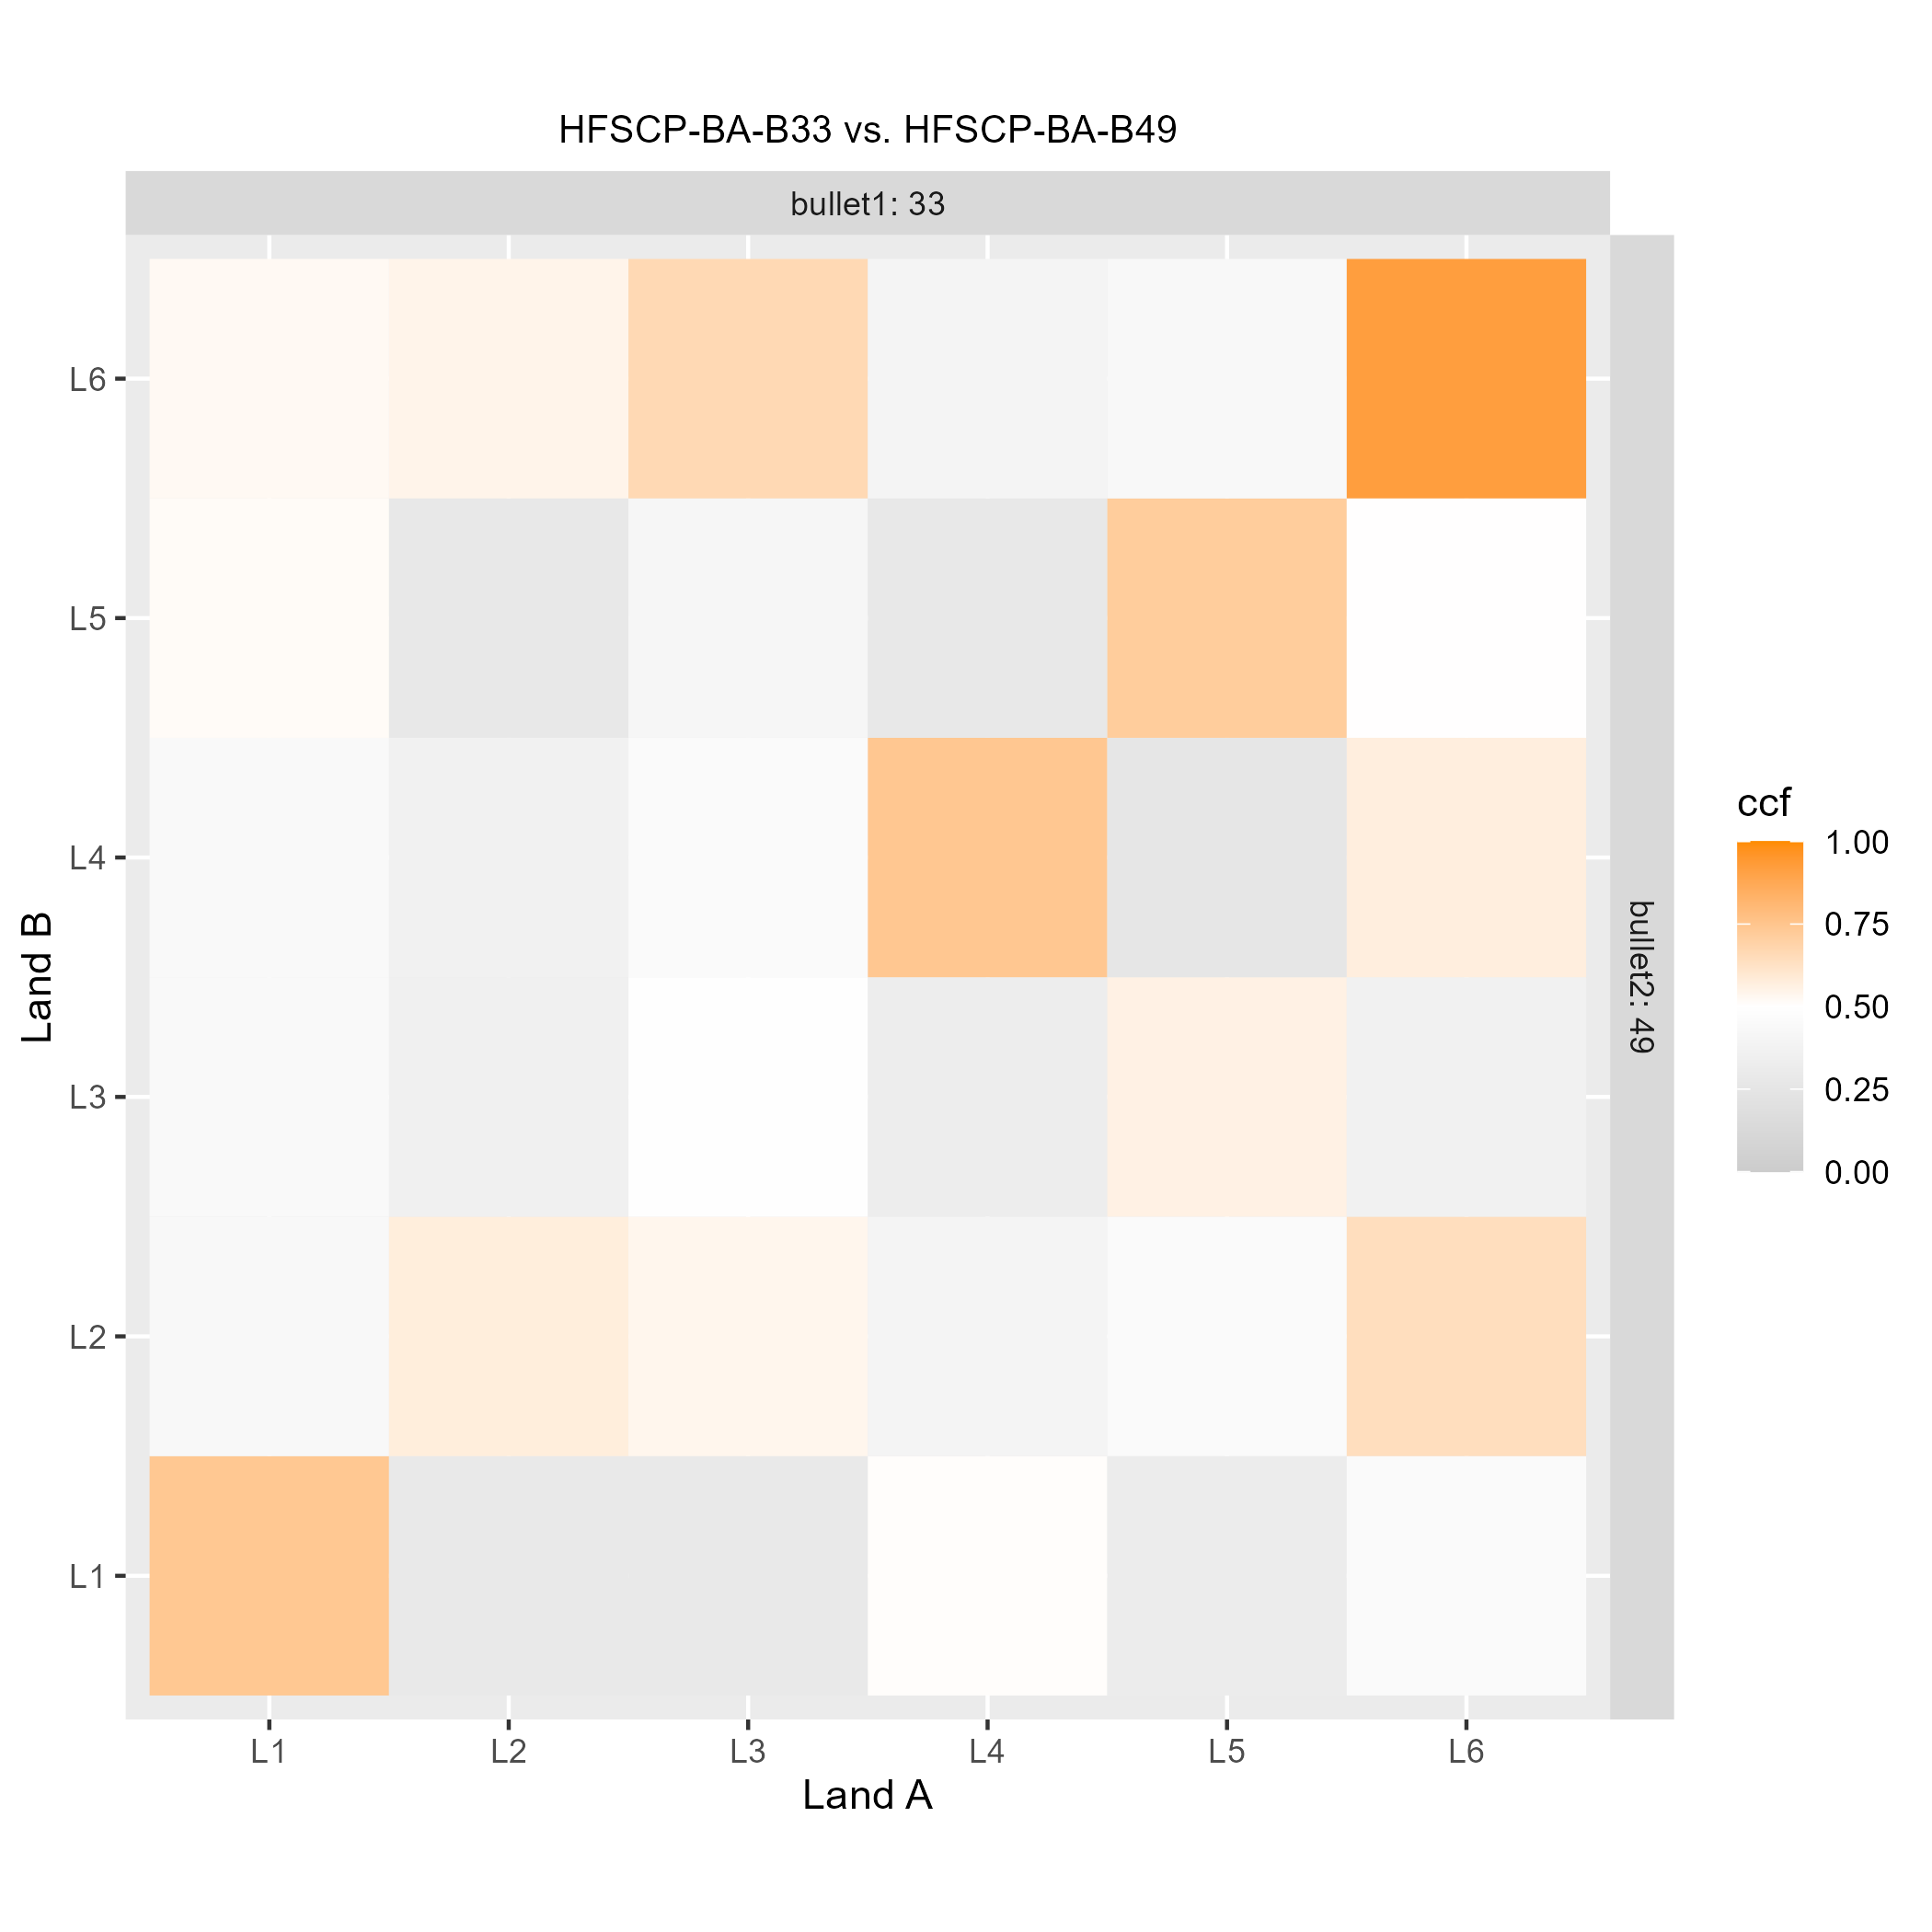 HFSCP-BA-B33 vs. HFSCP-BA-B49
bullet1: 33
L6
L5
L4
L3
L2
L1
Land B
bullet2: 49
L1 L2 L3 L4 L5 L6
Land A
ccf
1.00
0.75
0.50
0.25
0.00